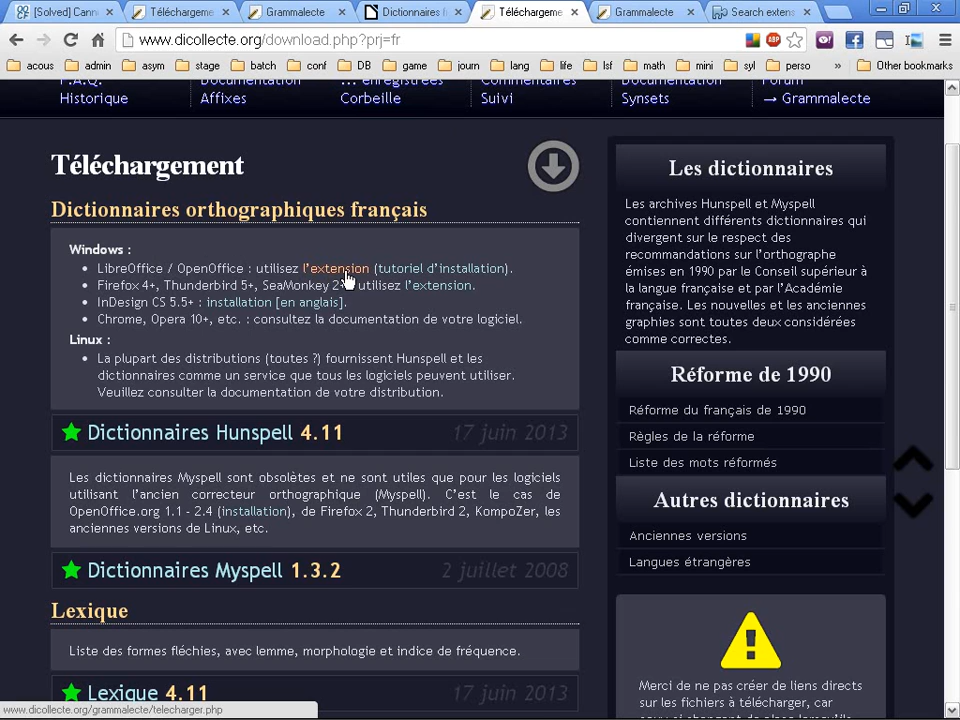 [Solved] Cann
Téléchargeme
Grammalecte
Dictionnaires f
Téléchargeme
Grammalecte
Search extens
www.dicollecte.org/download.php?prj=fr
acous
admin
asym
stage
batch
conf
DB
game
journ
lang
life
lsf
math
mini
syl
perso
»
Other bookmarks
F.A.Q.
Documentation
... enregistrées
Commentaires
Documentation
Forum
Historique
Affixes
Corbeille
Suivi
Synsets
→ Grammalecte
Téléchargement
Dictionnaires orthographiques français
Windows :
• LibreOffice / OpenOffice : utilisez l'extension (tutoriel d'installation).
• Firefox 4+, Thunderbird 5+, SeaMonkey 2 utilisez l'extension.
• InDesign CS 5.5+ : installation [en anglais].
• Chrome, Opera 10+, etc. : consultez la documentation de votre logiciel.
Linux :
• La plupart des distributions (toutes ?) fournissent Hunspell et les
dictionnaires comme un service que tous les logiciels peuvent utiliser.
Veuillez consulter la documentation de votre distribution.
Dictionnaires Hunspell 4.11
17 juin 2013
Les dictionnaires Myspell sont obsolètes et ne sont utiles que pour les logiciels
utilisant l'ancien correcteur orthographique (Myspell). C'est le cas de
OpenOffice.org 1.1 - 2.4 (installation), de Firefox 2, Thunderbird 2, KompoZer, les
anciennes versions de Linux, etc.
Dictionnaires Myspell 1.3.2
2 juillet 2008
Lexique
Liste des formes fléchies, avec lemme, morphologie et indice de fréquence.
Lexique 4.11
17 juin 2013
Les dictionnaires
Les archives Hunspell et Myspell
contiennent différents dictionnaires qui
divergent sur le respect des
recommandations sur l'orthographe
émises en 1990 par le Conseil supérieur à
la langue française et par l'Académie
française. Les nouvelles et les anciennes
graphies sont toutes deux considérées
comme correctes.
Réforme de 1990
Réforme du français de 1990
Règles de la réforme
Liste des mots réformés
Autres dictionnaires
Anciennes versions
Langues étrangères
Merci de ne pas créer de liens directs
sur les fichiers à télécharger, car
www.dicollecte.org/grammalecte/telecharger.php